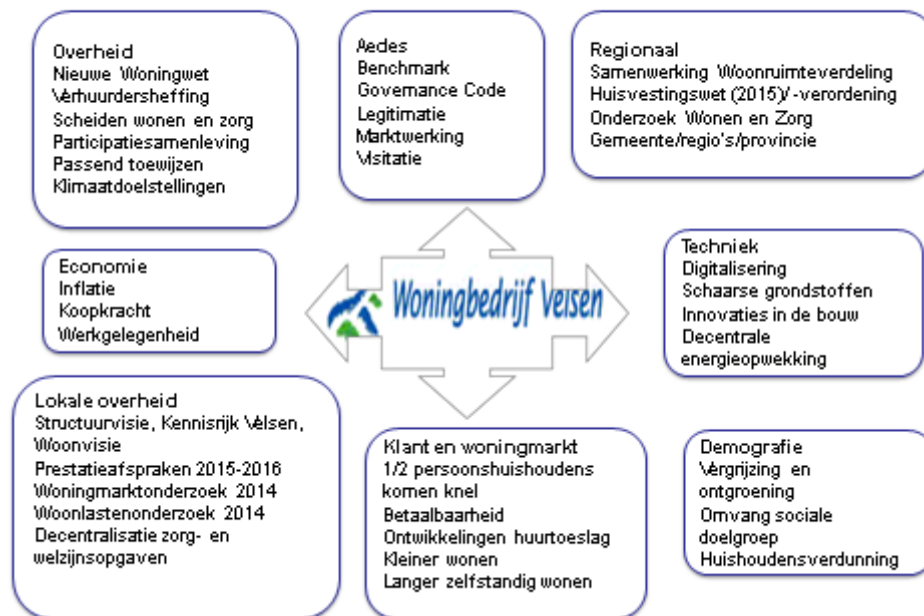 Overheid
Nieuwe Woningwet
Verhuurdersheffing
Scheiden wonen en zorg
Participatiesamenleving
Passend toewijzen
Klimaatdoelstellingen
Aedes
Benchmark
Governance Code
Legitimatie
Marktwerking
Visitatie
Regionaal
Samenwerking Woonruimteverdeling
Huisvestingswet (2015)/-verordening
Onderzoek Wonen en Zorg
Gemeente/regio's/provincie
Economie
Inflatie
Koopkracht
Werkgelegenheid
Woningbedrijf Velsen
Techniek
Digitalisering
Schaarse grondstoffen
Innovaties in de bouw
Decentrale
energieopwekking
Lokale overheid
Structuurvisie, Kennisrijk Velsen,
Woonvisie
Prestatieafspraken 2015-2016
Woningmarktonderzoek 2014
Woonlastenonderzoek 2014
Decentralisatie zorg- en
welzijnsopgaven
Klant en woningmarkt
1/2 persoonshuishoudens
komen knel
Betaalbaarheid
Ontwikkelingen huurtoeslag
Kleiner wonen
Langer zelfstandig wonen
Demografie
Vergrijzing en
ontgroening
Omvang sociale
doelgroep
Huishoudensverdunning